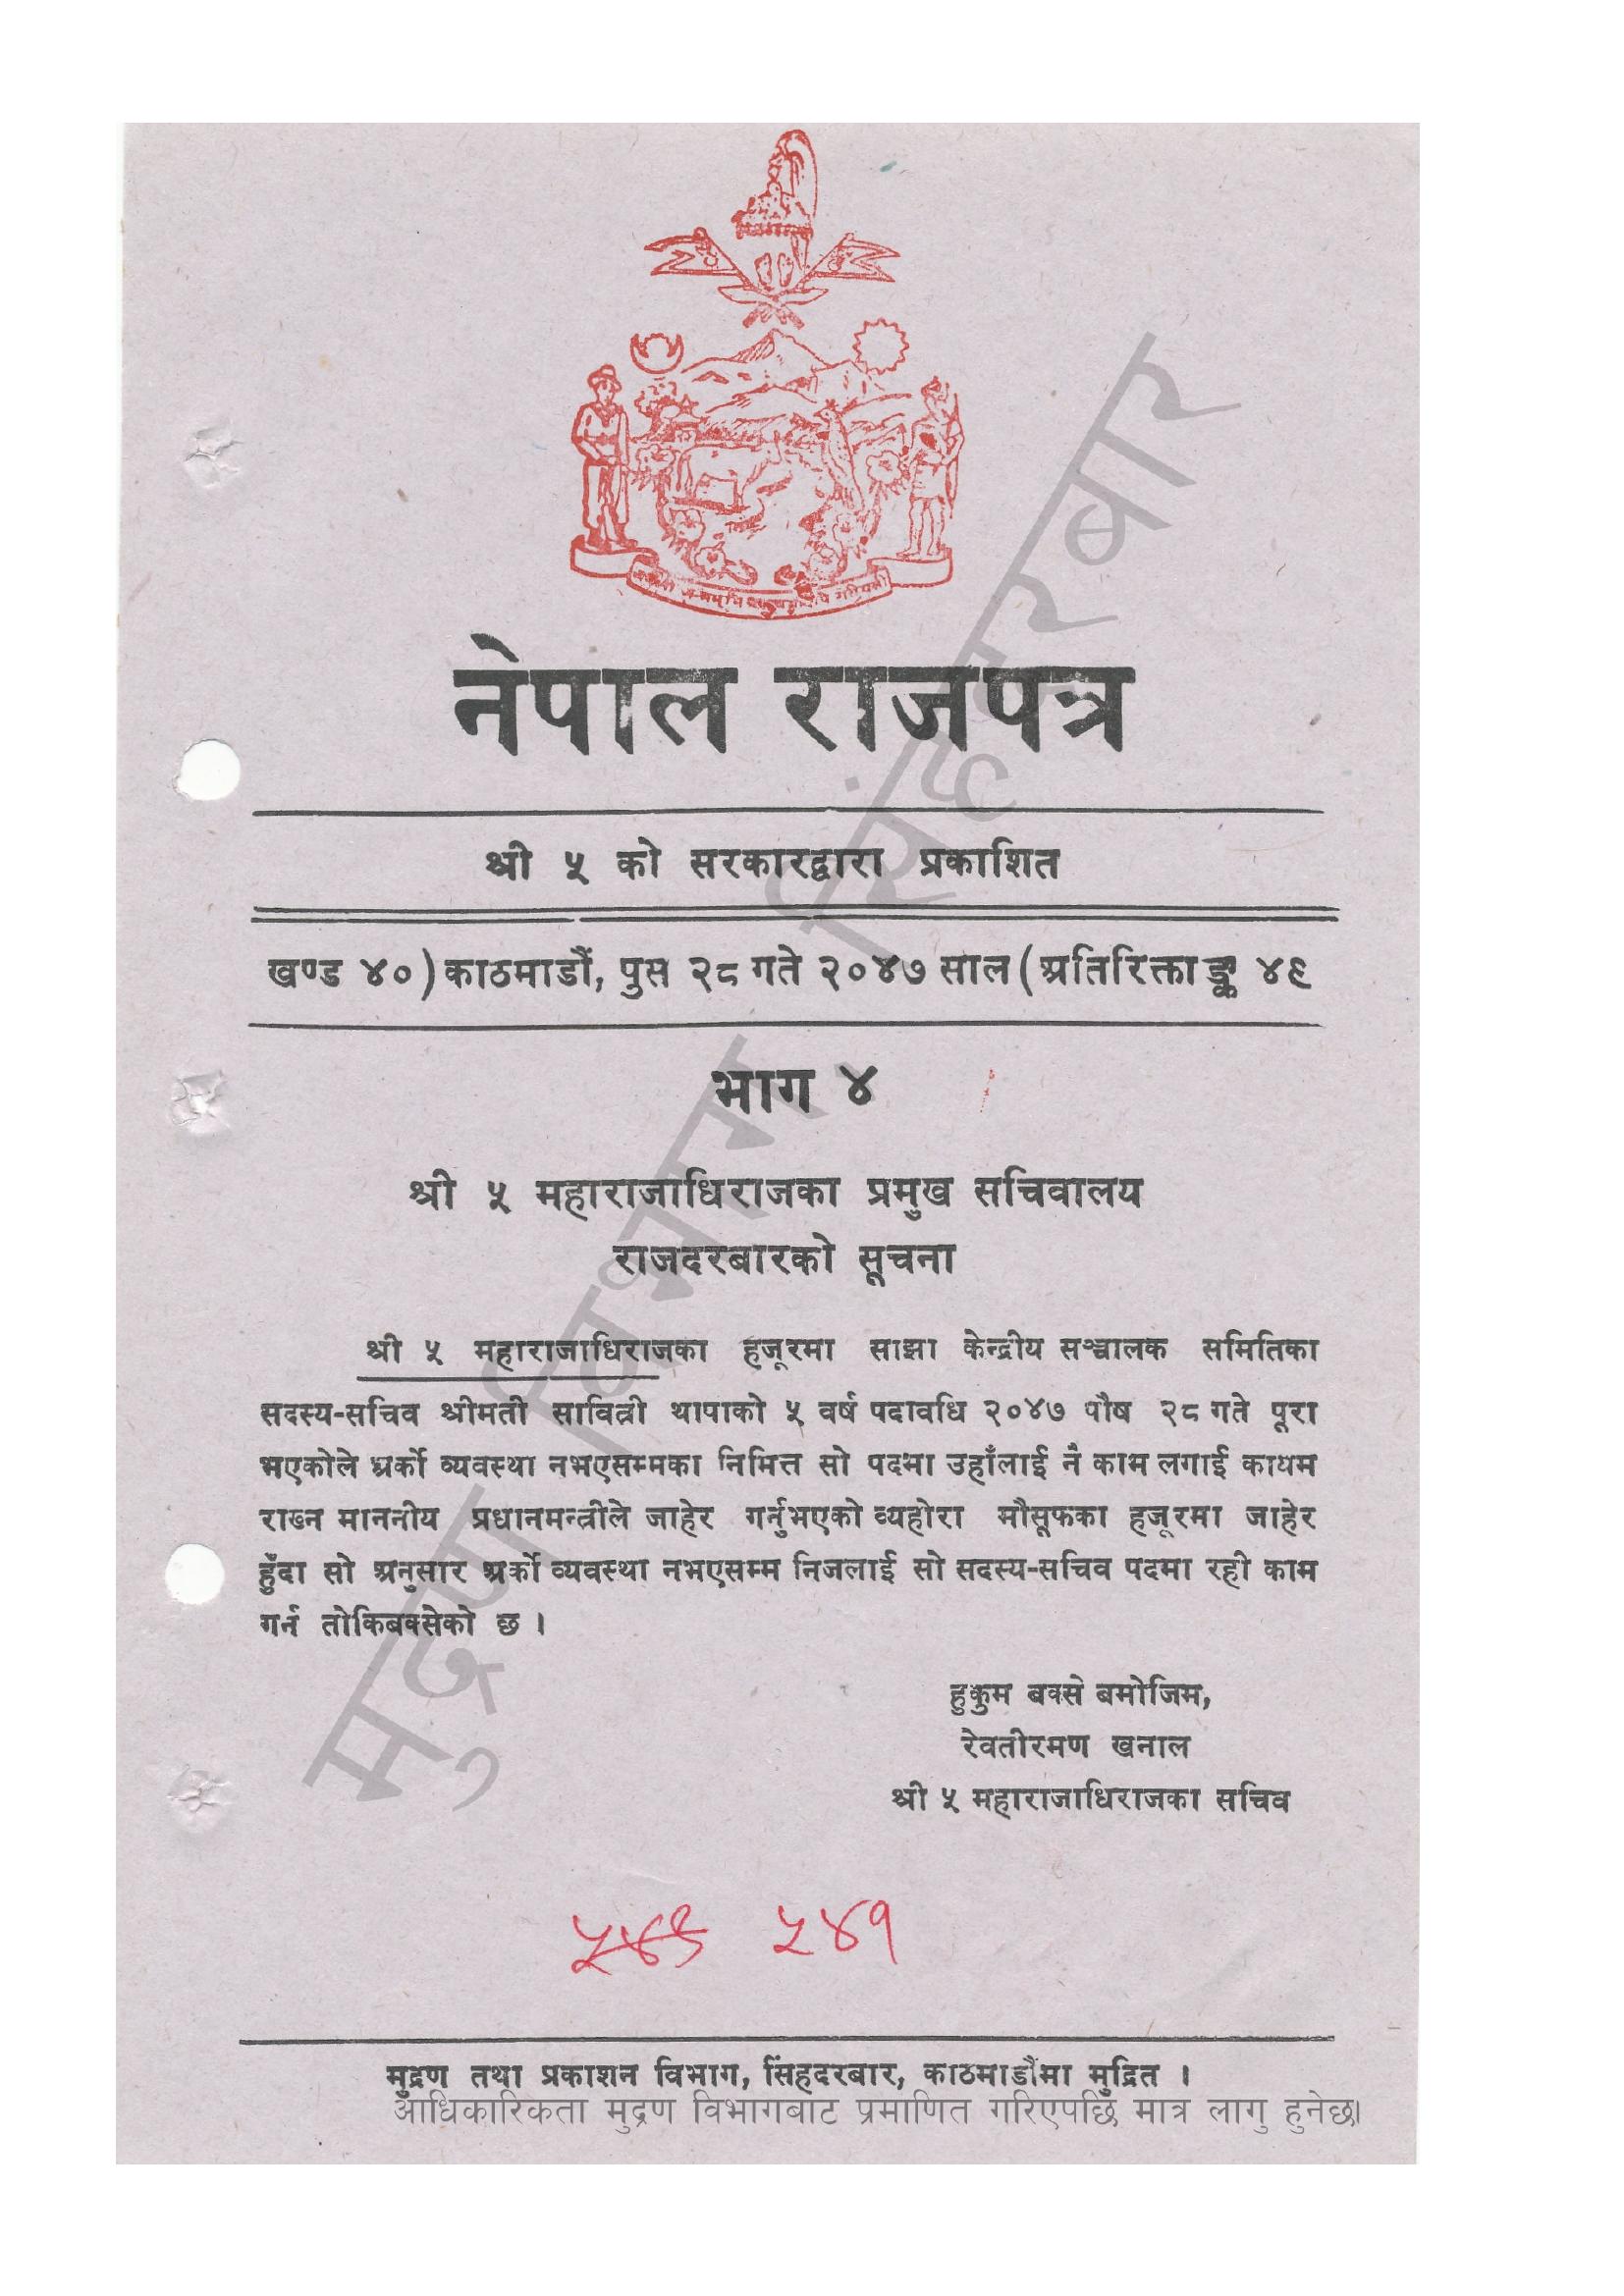 नेपाल राजपत्र
श्री ५ को सरकारद्वारा प्रकाशित
खण्ड ४०) काठमाडौं, पुस २८ गते २०४७ साल (अतिरिक्ताङ्क ४९
भाग ४
श्री ५ महाराजाधिराजका प्रमुख सचिवालय
राजदरबारको सूचना
श्री ५ महाराजाधिराजका हजूरमा साझा केन्द्रीय सञ्चालक समितिका
सदस्य-सचिव श्रीमती सावित्री थापाको ५ वर्ष पदावधि २०४७ पौष २८ गते पूरा
भएकोले अर्को व्यवस्था नभएसम्मका निमित्त सो पदमा उहाँलाई नै काम लगाई कायम
राख्न माननीय प्रधानमन्त्रीले जाहेर गर्नुभएको व्यहोरा मौसूफका हजूरमा जाहेर
हुँदा सो अनुसार अर्को व्यवस्था नभएसम्म निजलाई सो सदस्य-सचिव पदमा रही काम
गर्न तोकिबक्सेको छ ।
हुकुम बक्से बमोजिम,
रेवतीरमण खनाल
श्री ५ महाराजाधिराजका सचिव
५४१
मुद्रण तथा प्रकाशन विभाग, सिंहदरबार, काठमाडौंमा मुद्रित ।
आधिकारिकता मुद्रण विभागबाट प्रमाणित गरिएपछि मात्र लागु हुनेछ।
मुद्रण विभाग सिंहदरबार